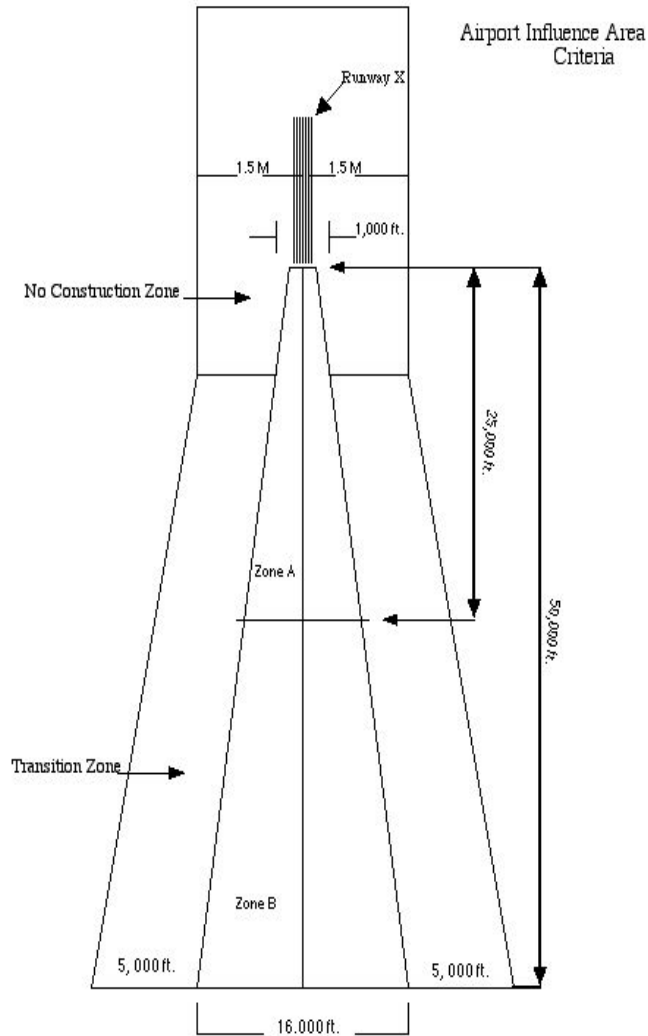 Airport Influence Area
Criteria
Runway X
1.5 M
1.5 M
1,000 ft.
No Construction Zone
25,000 ft.
Zone A
50,000 ft.
Transition Zone
Zone B
5, 000 ft.
5, 000 ft.
16.000 ft.